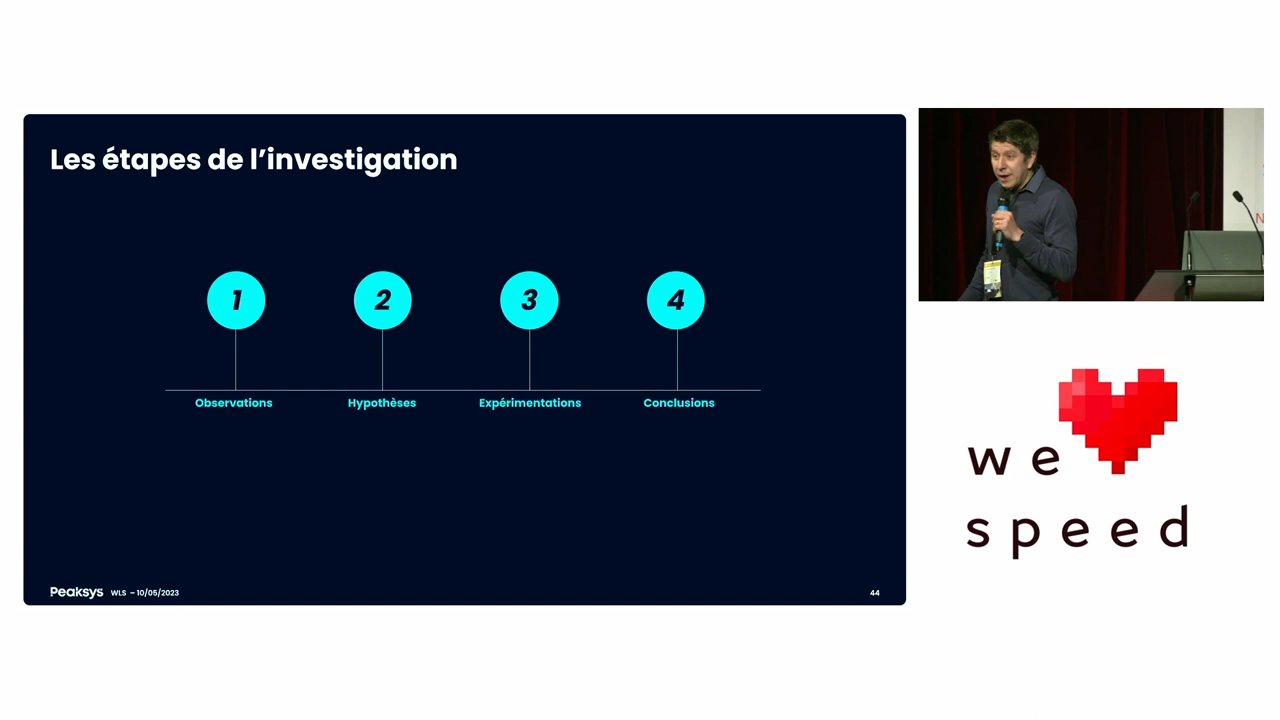 Les étapes de l’investigation
1
2
3
4
Observations
Hypothèses
Expérimentations
Conclusions
Peaksys WLS – 10/05/2023
44
N
we
speed